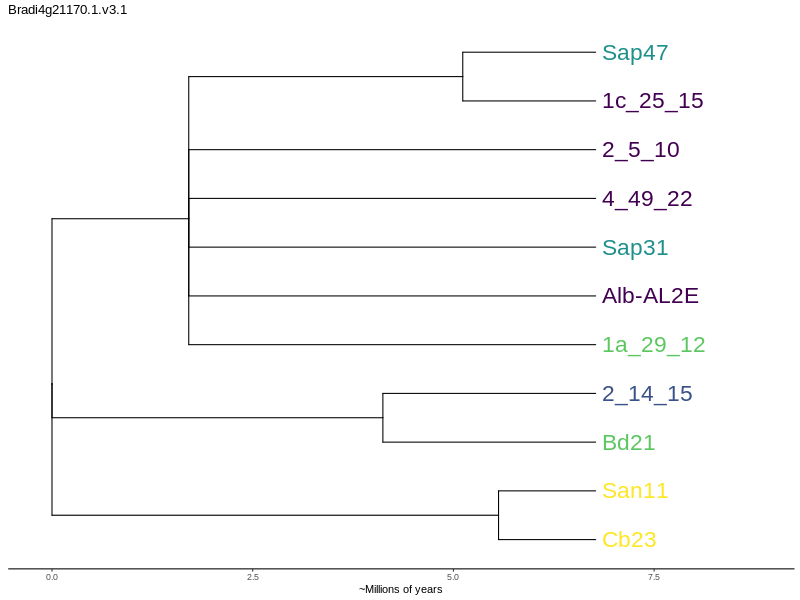 Bradi4g21170.1.v3.1
Sap47
1c_25_15
2_5_10
4_49_22
Sap31
Alb-AL2E
1a_29_12
2_14_15
Bd21
San11
Cb23
0.0 2.5 5.0 7.5
~Millions of years